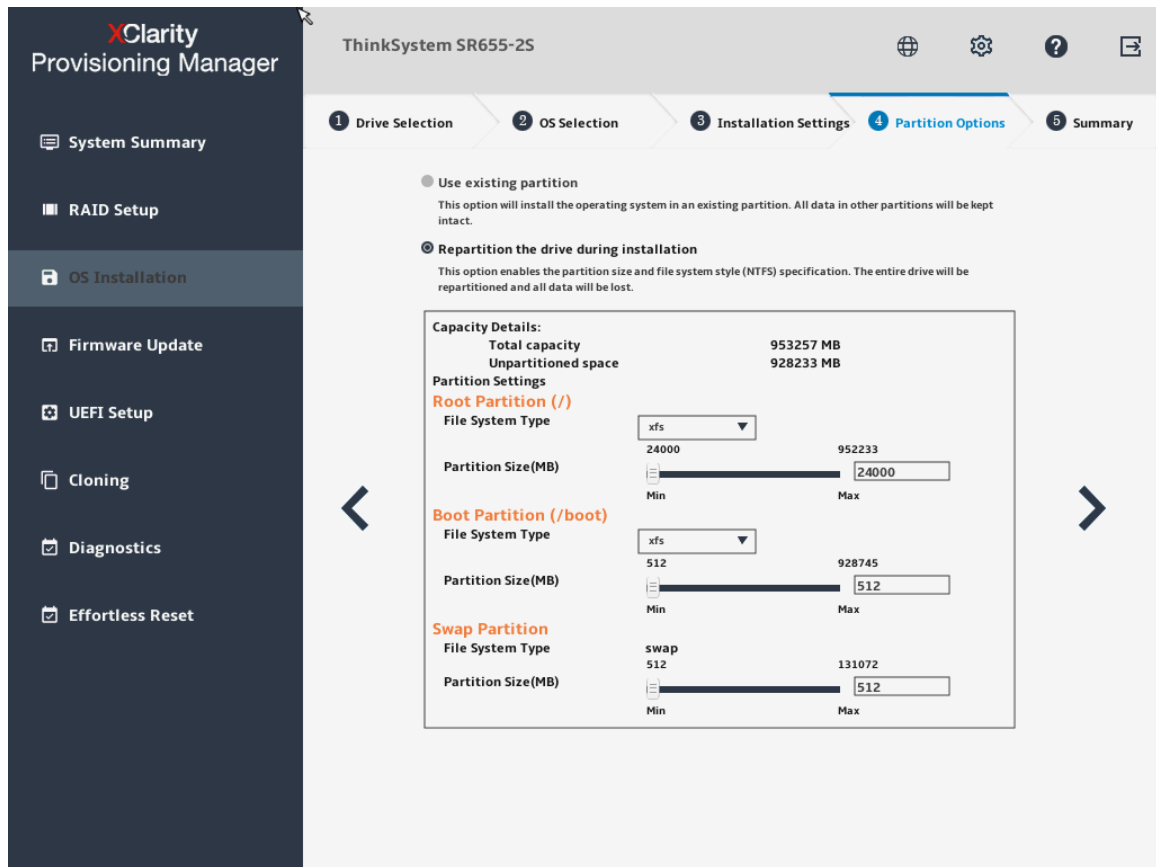 XClarity
Provisioning Manager
System Summary
RAID Setup
OS Installation
Firmware Update
UEFI Setup
Cloning
Diagnostics
Effortless Reset
ThinkSystem SR655-2S
1 Drive Selection
2 OS Selection
3 Installation Settings
4 Partition Options
5 Summary
Use existing partition
This option will install the operating system in an existing partition. All data in other partitions will be kept
intact.
Repartition the drive during installation
This option enables the partition size and file system style (NTFS) specification. The entire drive will be
repartitioned and all data will be lost.
Capacity Details:
Total capacity 953257 MB
Unpartitioned space 928233 MB
Partition Settings
Root Partition (/)
File System Type xfs
24000 952233
Partition Size(MB) 24000
Min Max
Boot Partition (/boot)
File System Type xfs
512 928745
Partition Size(MB) 512
Min Max
Swap Partition
File System Type swap
512 131072
Partition Size(MB) 512
Min Max